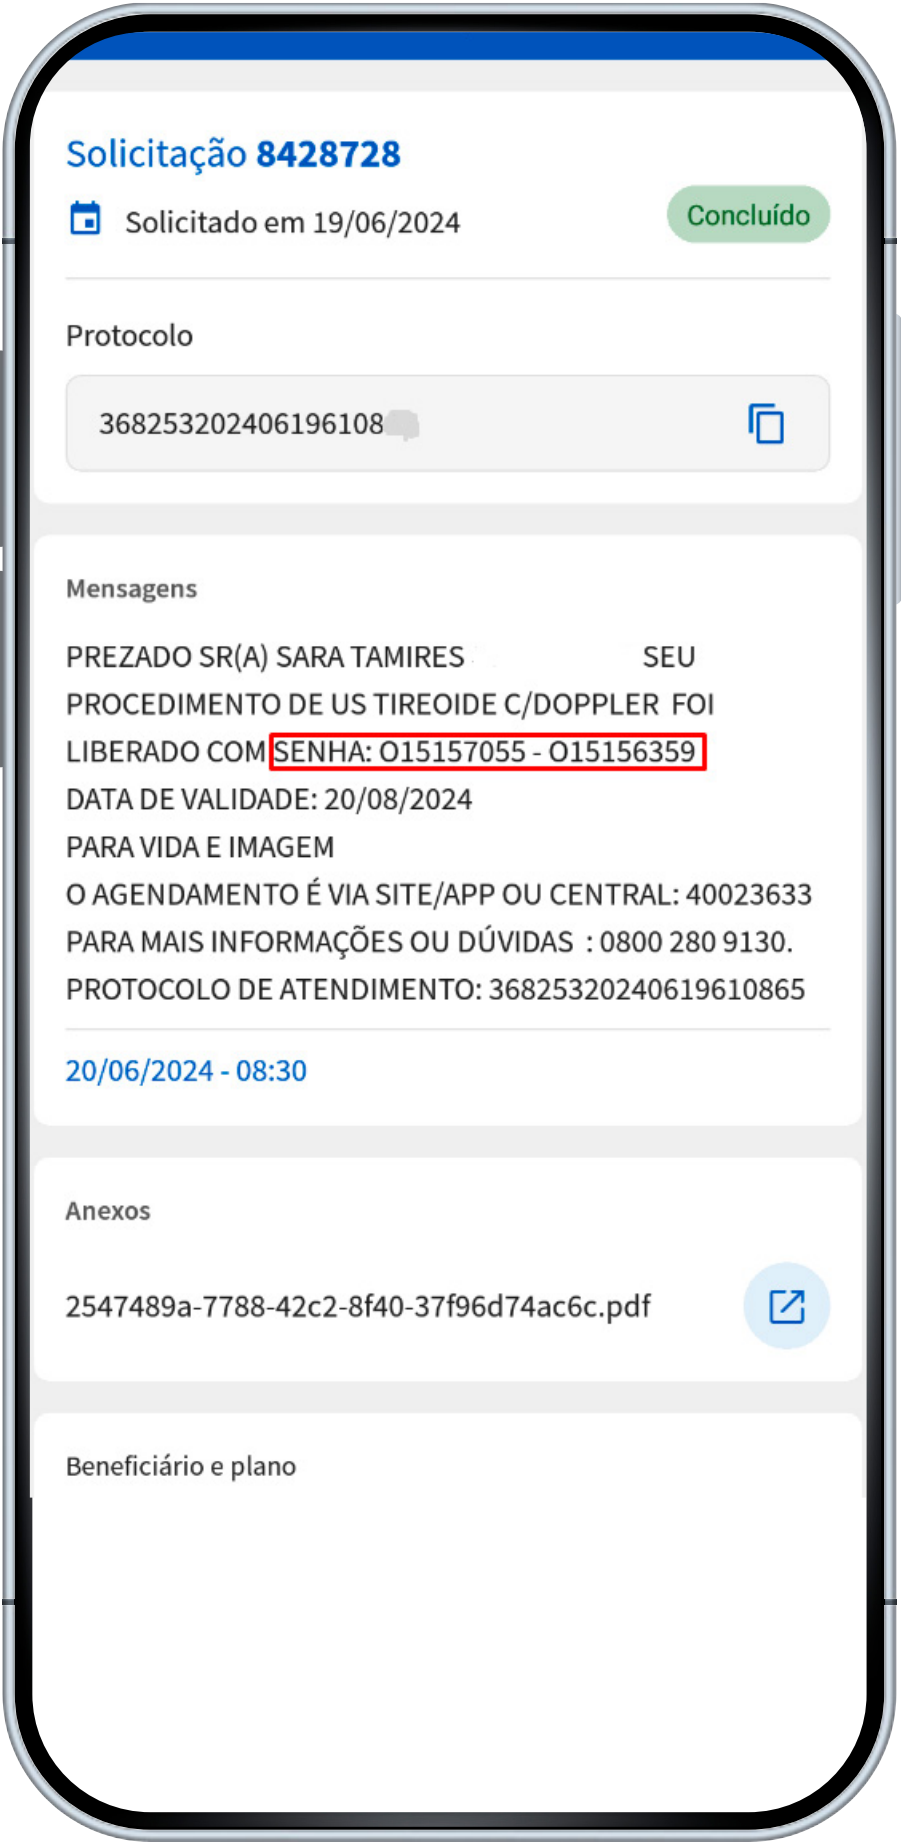 Solicitação 8428728
Solicitado em 19/06/2024
Concluído
Protocolo
368253202406196108
Mensagens
PREZADO SR(A) SARA TAMIRES SEU
PROCEDIMENTO DE US TIREOIDE C/DOPPLER FOI
LIBERADO COM SENHA: O15157055 - O15156359
DATA DE VALIDADE: 20/08/2024
PARA VIDA E IMAGEM
O AGENDAMENTO É VIA SITE/APP OU CENTRAL: 40023633
PARA MAIS INFORMAÇÕES OU DÚVIDAS : 0800 280 9130.
PROTOCOLO DE ATENDIMENTO: 36825320240619610865
20/06/2024 - 08:30
Anexos
2547489a-7788-42c2-8f40-37f96d74ac6c.pdf
Beneficiário e plano